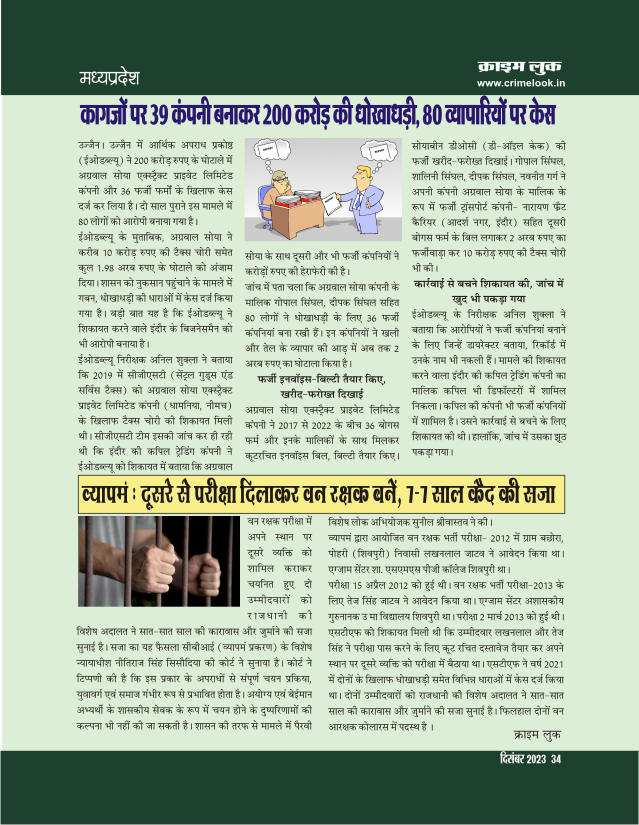 मध्यप्रदेश
क्राइम लुक
www.crimelook.in
कागजों पर 39 कंपनी बनाकर 200 करोड़ की धोखाधड़ी, 80 व्यापारियों पर केस
उज्जैन। उज्जैन में आर्थिक अपराध प्रकोष्ठ
(ईओडब्ल्यू) ने 200 करोड़ रुपए के घोटाले में
अग्रवाल सोया एक्स्ट्रैक्ट प्राइवेट लिमिटेड
कंपनी और 36 फर्जी फर्मों के खिलाफ केस
दर्ज कर लिया है। दो साल पुराने इस मामले में
80 लोगों को आरोपी बनाया गया है।
ईओडब्ल्यू के मुताबिक, अग्रवाल सोया ने
करीब 10 करोड़ रुपए की टैक्स चोरी समेत
कुल 1.98 अरब रुपए के घोटाले को अंजाम
दिया। शासन को नुकसान पहुंचाने के मामले में
गबन, धोखाधड़ी की धाराओं में केस दर्ज किया
गया है। बड़ी बात यह है कि ईओब्ल्यू ने
शिकायत करने वाले इंदौर के बिजनेसमैन को
भी आरोपी बनाया है।
ईओडब्ल्यू निरीक्षक अनिल शुक्ला ने बताया
कि 2019 में सीजीएसटी (सेंट्रल गुड्स एंड
सर्विस टैक्स) को अग्रवाल सोया एक्स्ट्रैक्ट
प्राइवेट लिमिटेड कंपनी (धामनिया, नीमच)
के खिलाफ टैक्स चोरी की शिकायत मिली
थी। सीजीएसटी टीम इसकी जांच कर ही रही
थी कि इंदौर की कपिल ट्रेडिंग कंपनी ने
ईओडब्ल्यू को शिकायत में बताया कि अग्रवाल
सोया के साथ दूसरी और भी फर्जी कंपनियों ने
करोड़ों रुपए की हेराफेरी की है।
जांच में पता चला कि अग्रवाल सोया कंपनी के
मालिक गोपाल सिंघल, दीपक सिंघल सहित
80 लोगों ने धोखाधड़ी के लिए 36 फर्जी
कंपनियां बना रखी हैं। इन कंपनियों ने खली
और तेल के व्यापार की आड़ में अब तक 2
अरब रुपए का घोटाला किया है।
फर्जी इनवॉइस-बिल्टी तैयार किए,
खरीद-फरोख्त दिखाई
अग्रवाल सोया एक्स्ट्रैक्ट प्राइवेट लिमिटेड
कंपनी ने 2017 से 2022 के बीच 36 बोगस
फर्म और इनके मालिकों के साथ मिलकर
कूटरचित इनवॉइस बिल, बिल्टी तैयार किए।
सोयाबीन डीओसी (डी-ऑइल केक) की
फर्जी खरीद-फरोख्त दिखाई। गोपाल सिंघल,
शालिनी सिंघल, दीपक सिंघल, नवनीत गर्ग ने
अपनी कंपनी अग्रवाल सोया के मालिक के
रूप में फर्जी ट्रांसपोर्ट कंपनी- नारायण फ्रैट
कैरियर (आदर्श नगर, इंदौर) सहित दूसरी
बोगस फर्म के बिल लगाकर 2 अरब रुपए का
फर्जीवाड़ा कर 10 करोड़ रुपए की टैक्स चोरी
भी की।
कार्रवाई से बचने शिकायत की, जांच में
खुद भी पकड़ा गया
ईओडब्ल्यू के निरीक्षक अनिल शुक्ला ने
बताया कि आरोपियों ने फर्जी कंपनियां बनाने
के लिए जिन्हें डायरेक्टर बताया, रिकॉर्ड में
उनके नाम भी नकली हैं। मामले की शिकायत
करने वाला इंदौर की कपिल ट्रेडिंग कंपनी का
मालिक कपिल भी डिफॉल्टरों में शामिल
निकला। कपिल की कंपनी भी फर्जी कंपनियों
में शामिल है। उसने कार्रवाई से बचने के लिए
शिकायत की थी। हालांकि, जांच में उसका झूठ
पकड़ा गया।
व्यापमं : दूसरे से परीक्षा दिलाकर वन रक्षक बनें, 7-7 साल कैद की सजा
वन रक्षक परीक्षा में
अपने स्थान पर
दूसरे व्यक्ति को
शामिल कराकर
चयनित हुए दो
उम्मीदवारों को
राजधानी की
विशेष अदालत ने सात-सात साल की कारावास और जुर्माने की सजा
सुनाई है। सजा का यह फैसला सीबीआई (व्यापमं प्रकरण) के विशेष
न्यायाधीश नीतिराज सिंह सिसौदिया की कोर्ट ने सुनाया है। कोर्ट ने
टिप्पणी की है कि इस प्रकार के अपराधों से संपूर्ण चयन प्रकिया,
युवावर्ग एवं समाज गंभीर रूप से प्रभावित होता है। अयोग्य एवं बेईमान
अभ्यर्थी के शासकीय सेवक के रूप में चयन होने के दुष्परिणामों की
कल्पना भी नहीं की जा सकती है। शासन की तरफ से मामले में पैरवी
विशेष लोक अभियोजक सुनील श्रीवास्तव ने की।
व्यापमं द्वारा आयोजित वन रक्षक भर्ती परीक्षा- 2012 में ग्राम बछोरा,
पोहरी (शिवपुरी) निवासी लखनलाल जाटव ने आवेदन किया था।
एग्जाम सेंटर शा. एसएमएस पीजी कॉलेज शिवपुरी था।
परीक्षा 15 अप्रैल 2012 को हुई थी। वन रक्षक भर्ती परीक्षा-2013 के
लिए तेज सिंह जाटव ने आवेदन किया था। एग्जाम सेंटर अशासकीय
गुरुनानक उ मा विद्यालय शिवपुरी था। परीक्षा 2 मार्च 2013 को हुई थी।
एसटीएफ को शिकायत मिली थी कि उम्मीदवार लखनलाल और तेज
सिंह ने परीक्षा पास करने के लिए कूट रचित दस्तावेज तैयार कर अपने
स्थान पर दूसरे व्यक्ति को परीक्षा में बैठाया था। एसटीएफ ने वर्ष 2021
में दोनों के खिलाफ धोखाधड़ी समेत विभिन्न धाराओं में केस दर्ज किया
था। दोनों उम्मीदवारों को राजधानी की विशेष अदालत ने सात-सात
साल की कारावास और जुर्माने की सजा सुनाई है। फिलहाल दोनों वन
आरक्षक कोलारस में पदस्थ है ।
क्राइम लुक
दिसंबर 2023 34